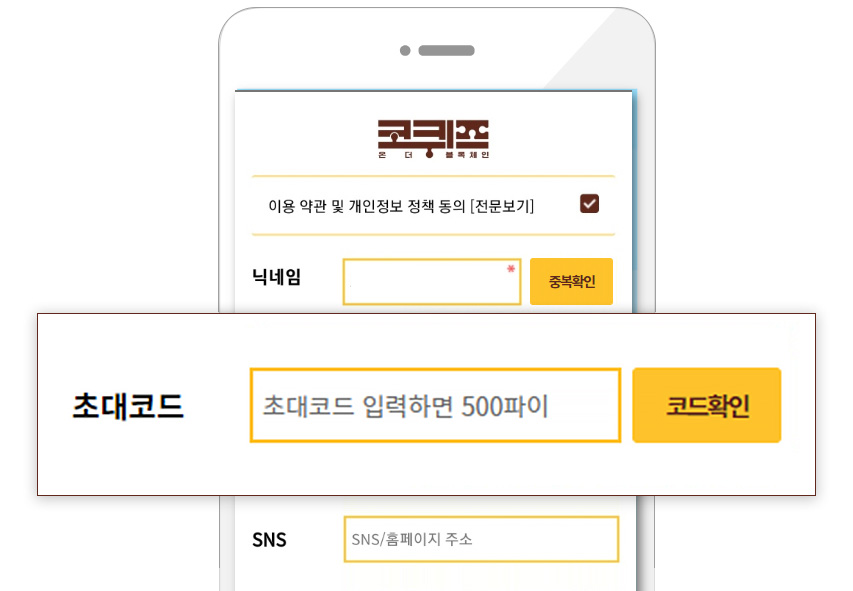 코퀴즈
온 더 블록체인
이용 약관 및 개인정보 정책 동의 [전문보기]
닉네임
*
중복확인
초대코드
초대코드 입력하면 500파이
코드확인
SNS
SNS/홈페이지 주소